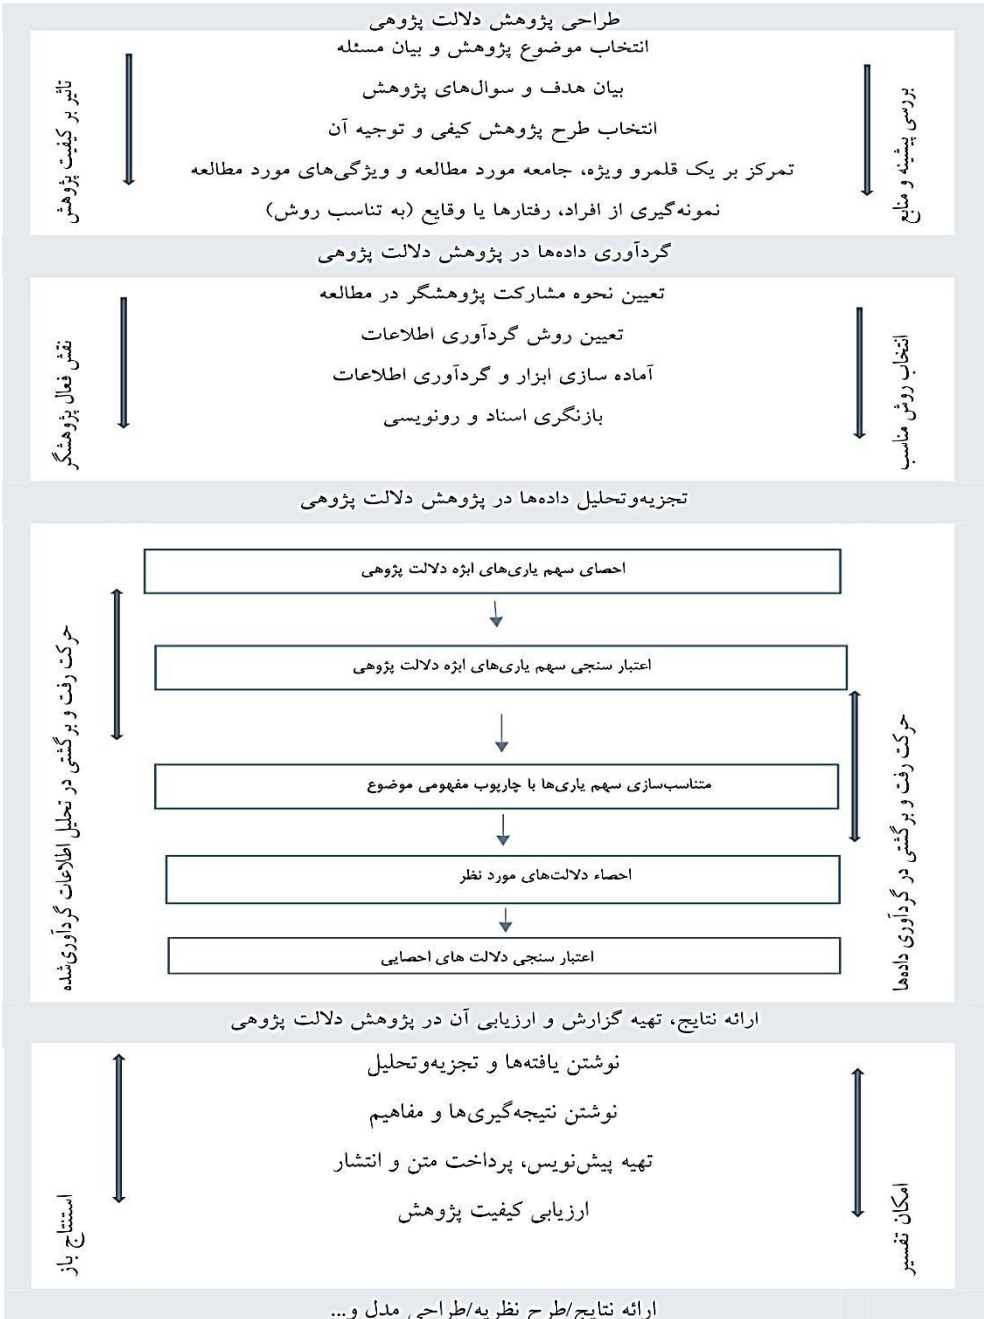 طراحی پژوهش دلالت پژوهی
انتخاب موضوع پژوهش و بیان مسئله
بیان هدف و سوال‌های پژوهش
انتخاب طرح پژوهش کیفی و توجیه آن
تمرکز بر یک قلمرو ویژه، جامعه مورد مطالعه و ویژگی‌های مورد مطالعه
نمونه‌گیری از افراد، رفتارها یا وقایع (به تناسب روش)
بررسی پیشینه و منابع
تاثیر بر کیفیت پژوهش
گردآوری داده‌ها در پژوهش دلالت پژوهی
تعیین نحوه مشارکت پژوهشگر در مطالعه
تعیین روش گردآوری اطلاعات
آماده سازی ابزار و گردآوری اطلاعات
بازنگری اسناد و رونویسی
انتخاب روش مناسب
نقش فعال پژوهشگر
تجزیه‌وتحلیل داده‌ها در پژوهش دلالت پژوهی
احصای سهم یاری‌های ابژه دلالت پژوهی
اعتبار سنجی سهم یاری‌های ابژه دلالت پژوهی
متناسب‌سازی سهم یاری‌ها با چارپوب مفهومی موضوع
احصاء دلالت‌های مورد نظر
اعتبار سنجی دلالت های احصایی
حرکت رفت و برگشتی در گردآوری داده‌ها
حرکت رفت و برگشتی در تحلیل اطلاعات گردآوری‌شده
ارائه نتایج، تهیه گزارش و ارزیابی آن در پژوهش دلالت پژوهی
نوشتن یافته‌ها و تجزیه‌وتحلیل
نوشتن نتیجه‌گیری‌ها و مفاهیم
تهیه پیش‌نویس، پرداخت متن و انتشار
ارزیابی کیفیت پژوهش
امکان تفسیر
استنتاج باز
ارائه نتایج/طرح نظریه/طراحی مدل و...